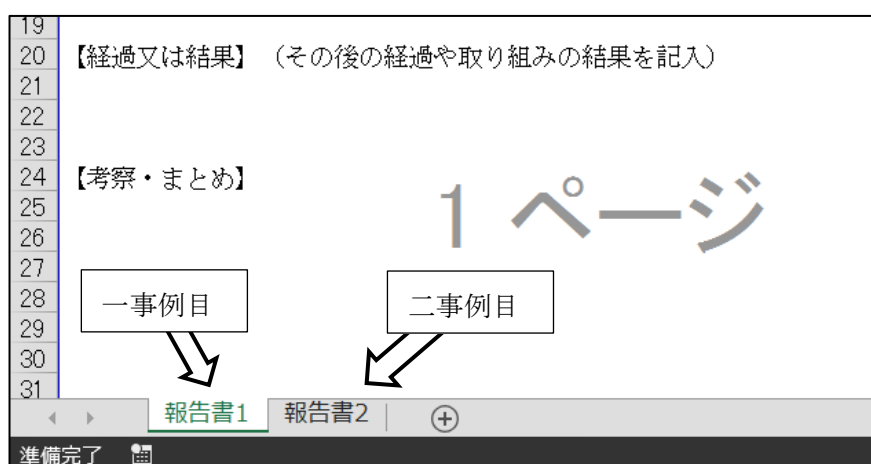 19
20 【経過又は結果】 （その後の経過や取り組みの結果を記入）
21
22
23
24 【考察・まとめ】
25
26
27
28
29
30
31
1 ページ
一事例目
二事例目
報告書1 報告書2
準備完了